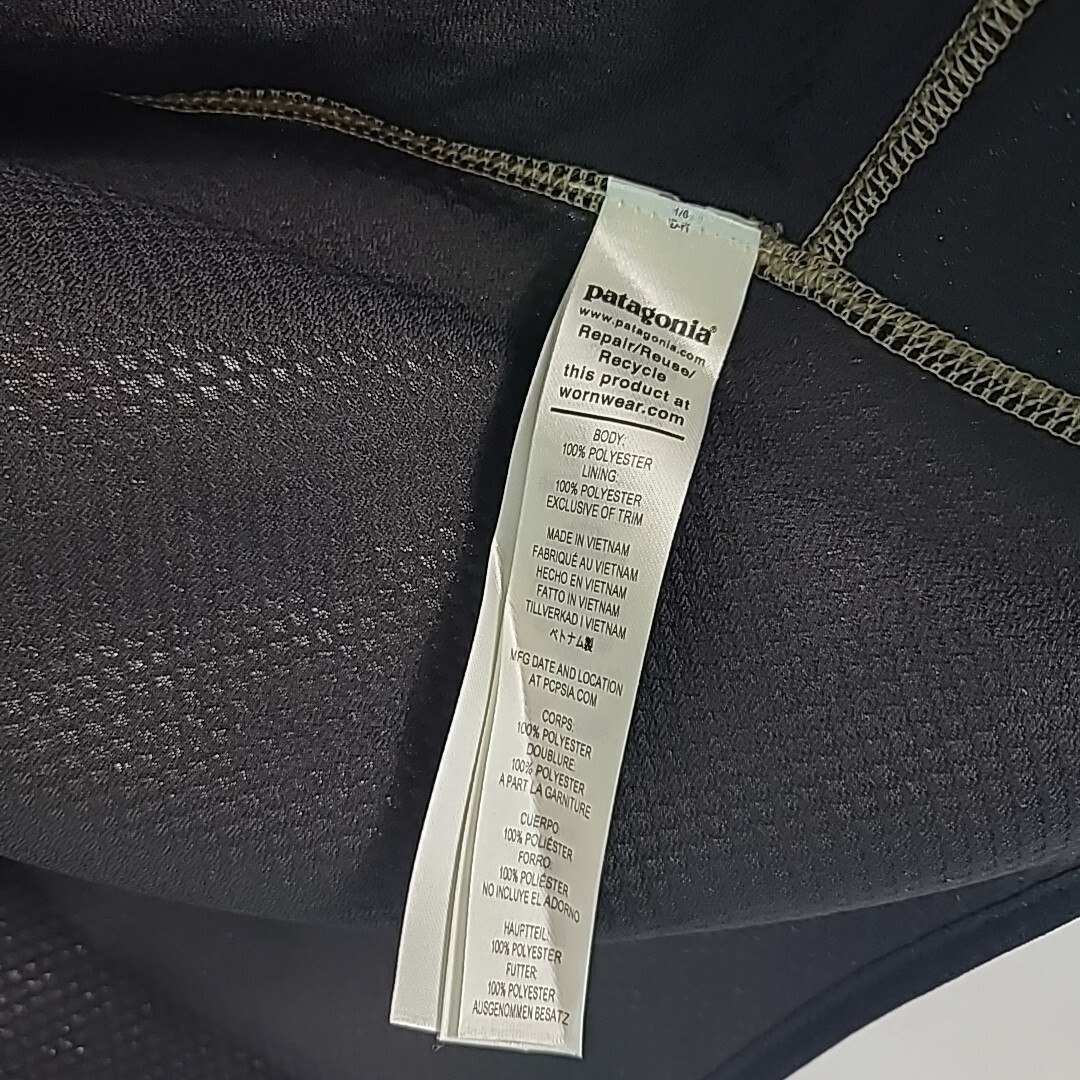 1/6
patagonia®
www.patagonia.com
Repair/Reuse/
Recycle
this product at
wornwear.com
BODY:
100% POLYESTER
LINING:
100% POLYESTER
EXCLUSIVE OF TRIM
MADE IN VIETNAM
FABRIQUÉ AU VIETNAM
HECHO EN VIETNAM
FATTO IN VIETNAM
TILLVERKAD I VIETNAM
ベトナム製
MFG DATE AND LOCATION
AT PCPSIA.COM
CORPS:
100% POLYESTER
DOUBLURE:
100% POLYESTER
A PART LA GARNITURE
CUERPO:
100% POLIÉSTER
FORRO:
100% POLIÉSTER
NO INCLUYE EL ADORNO
HAUPTTEIL:
100% POLYESTER
FUTTER:
100% POLYESTER
AUSGENOMMEN BESATZ